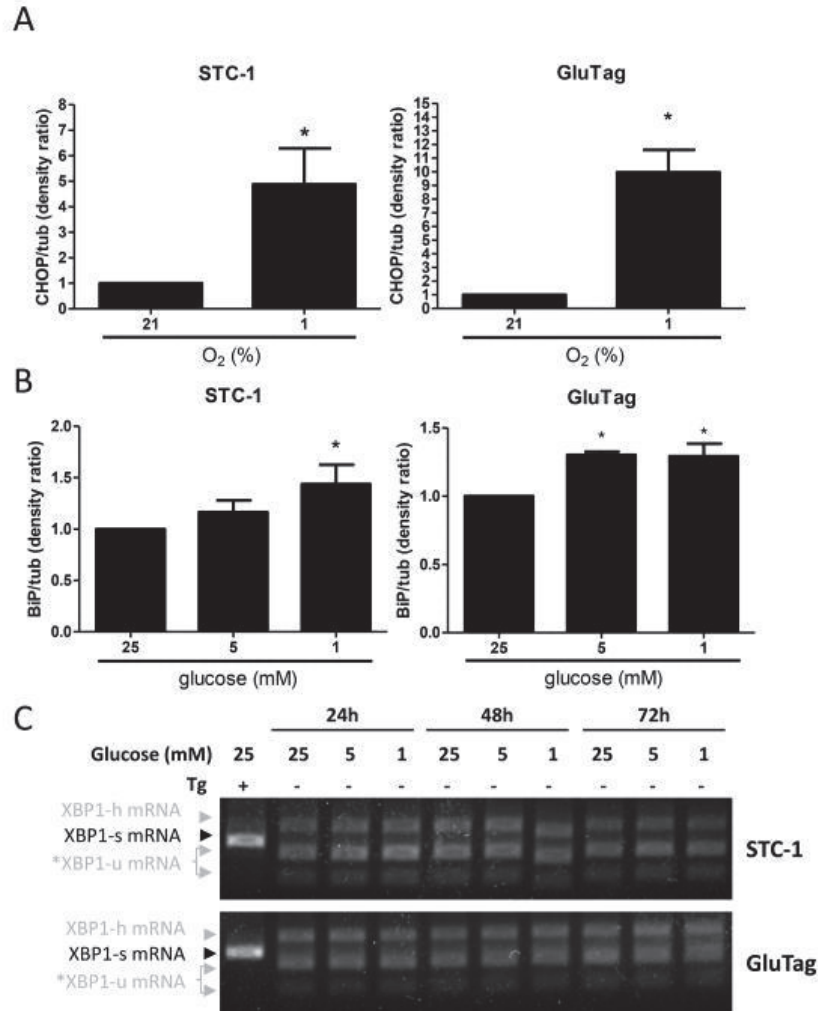 A
STC-1
GluTag
CHOP/tub (density ratio)
8
7
6
5
4
3
2
1
0
*
21 1
O₂ (%)
CHOP/tub (density ratio)
15
14
13
12
11
10
9
8
7
6
5
4
3
2
1
0
*
21 1
O₂ (%)
B
STC-1
GluTag
BiP/tub (density ratio)
2.0
1.5
1.0
0.5
0.0
*
25 5 1
glucose (mM)
BiP/tub (density ratio)
1.5
1.0
0.5
0.0
* *
25 5 1
glucose (mM)
C
24h 48h 72h
Glucose (mM) 25 25 5 1 25 5 1 25 5 1
Tg + - - - - - - - - -
XBP1-h mRNA
XBP1-s mRNA
*XBP1-u mRNA
STC-1
XBP1-h mRNA
XBP1-s mRNA
*XBP1-u mRNA
GluTag